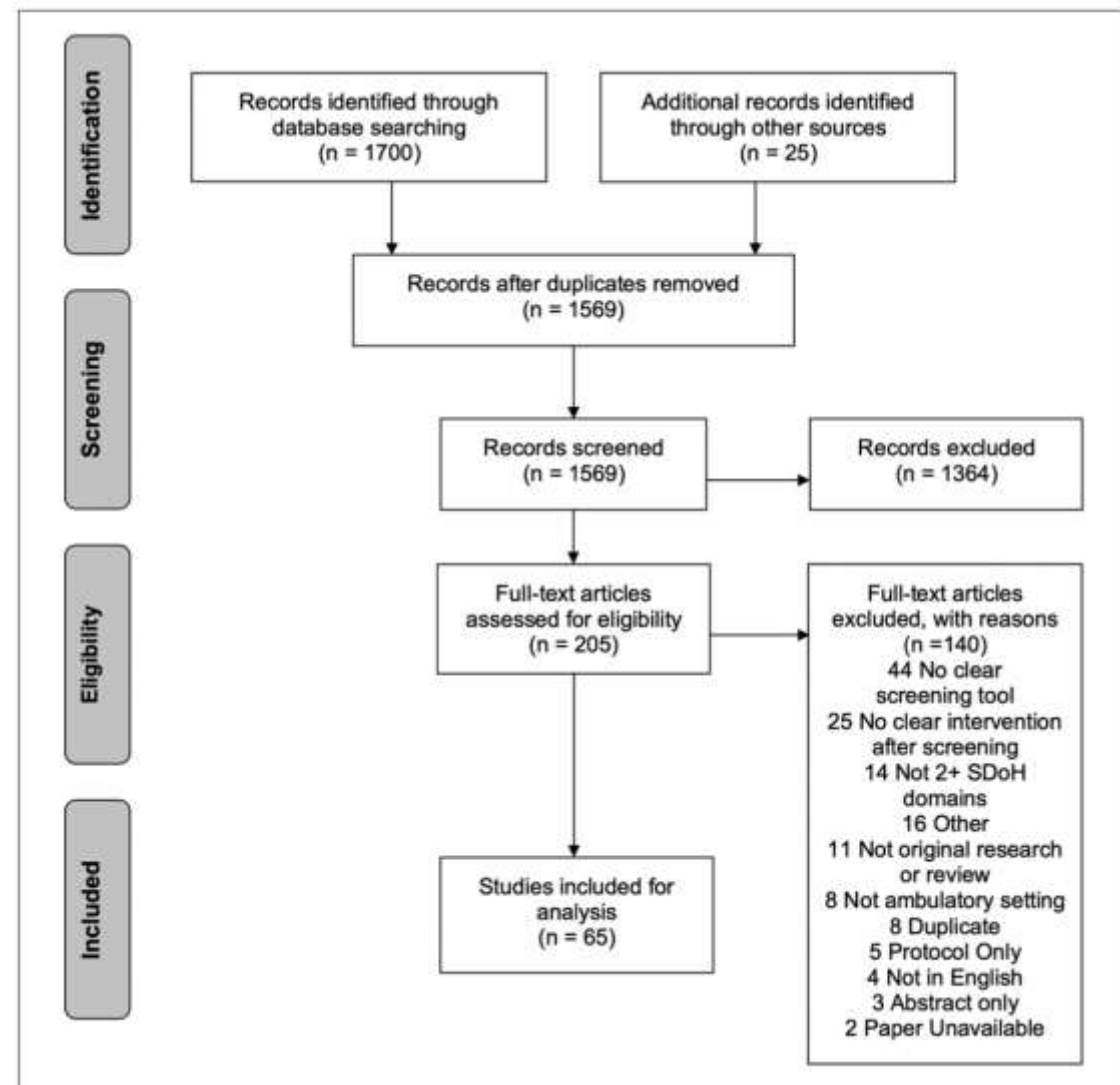 Identification
Records identified through
database searching
(n = 1700)
Additional records identified
through other sources
(n = 25)
Records after duplicates removed
(n = 1569)
Screening
Records screened
(n = 1569)
Records excluded
(n = 1364)
Eligibility
Full-text articles
assessed for eligibility
(n = 205)
Full-text articles
excluded, with reasons
(n =140)
44 No clear
screening tool
25 No clear intervention
after screening
14 Not 2+ SDoH
domains
16 Other
11 Not original research
or review
8 Not ambulatory setting
8 Duplicate
5 Protocol Only
4 Not in English
3 Abstract only
2 Paper Unavailable
Included
Studies included for
analysis
(n = 65)